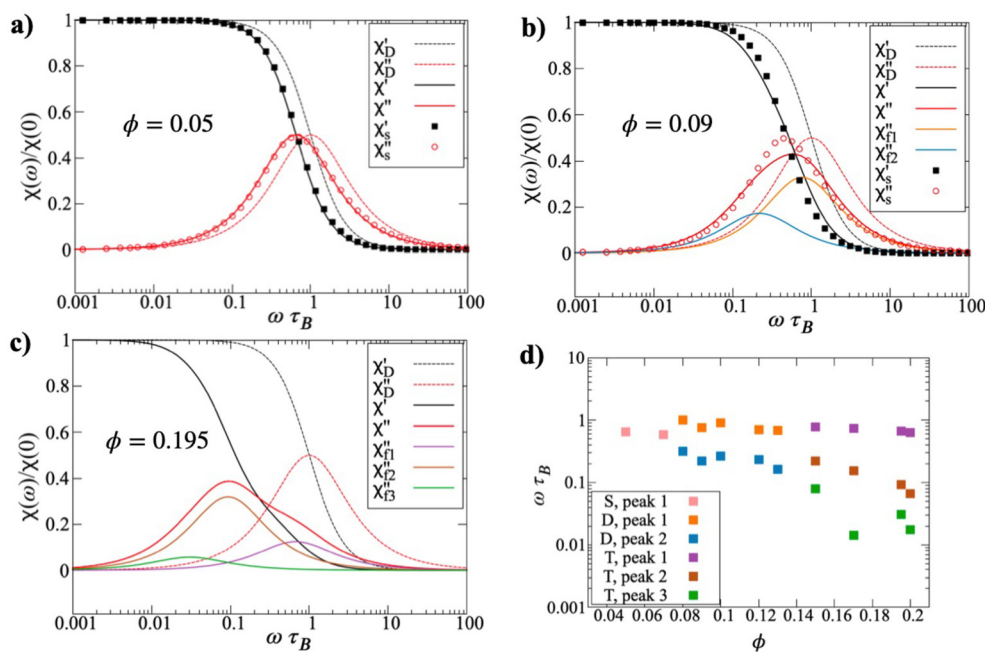 a)
χ(ω)/χ(0)
1
0.8
0.6
0.4
0.2
0
ϕ = 0.05
χ'D
χ''D
χ'
χ''
χ's
χ''s
0.001 0.01 0.1 1 10 100
ω τB
b)
χ(ω)/χ(0)
1
0.8
0.6
0.4
0.2
0
ϕ = 0.09
χ'D
χ''D
χ'
χ''
χ''f1
χ''f2
χ's
χ''s
0.001 0.01 0.1 1 10 100
ω τB
c)
χ(ω)/χ(0)
1
0.8
0.6
0.4
0.2
0
ϕ = 0.195
χ'D
χ''D
χ'
χ''
χ''f1
χ''f2
χ''f3
0.001 0.01 0.1 1 10 100
ω τB
d)
ω τB
10
1
0.1
0.01
0.001
S, peak 1
D, peak 1
D, peak 2
T, peak 1
T, peak 2
T, peak 3
0.04 0.06 0.08 0.1 0.12 0.14 0.16 0.18 0.2
ϕ